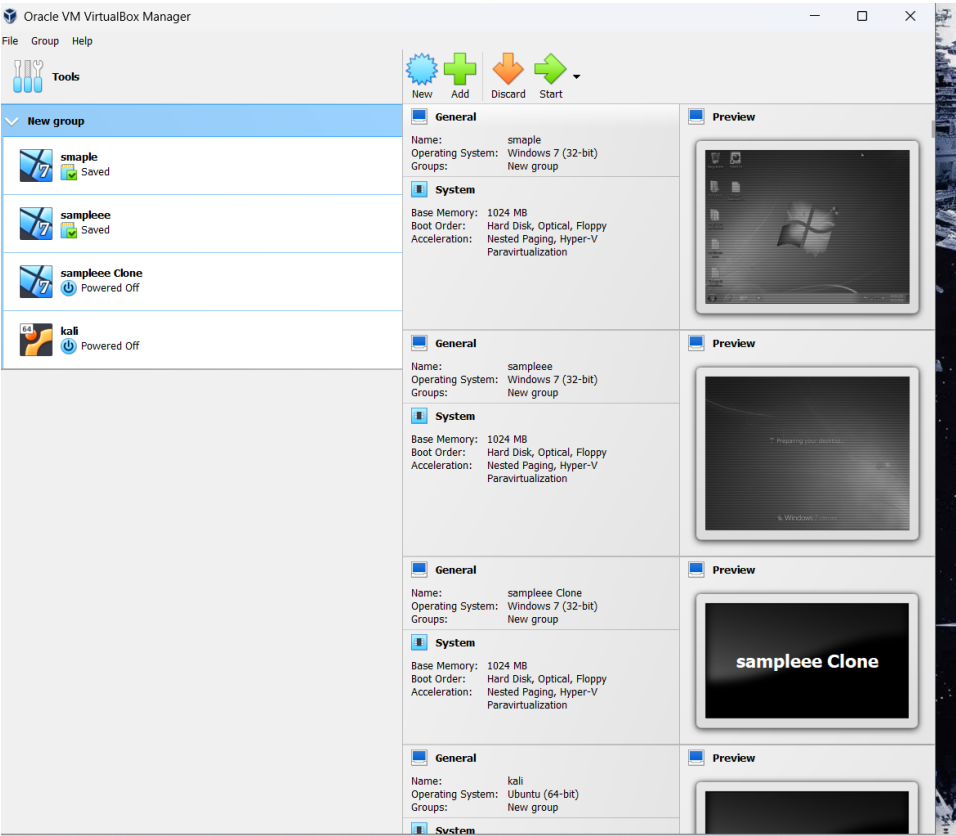 Oracle VM VirtualBox Manager
File Group Help
Tools
New Add Discard Start
New group
smaple
Saved
sampleee
Saved
sampleee Clone
Powered Off
64
kali
Powered Off
General
Name: smaple
Operating System: Windows 7 (32-bit)
Groups: New group
System
Base Memory: 1024 MB
Boot Order: Hard Disk, Optical, Floppy
Acceleration: Nested Paging, Hyper-V
Paravirtualization
Preview
General
Name: sampleee
Operating System: Windows 7 (32-bit)
Groups: New group
System
Base Memory: 1024 MB
Boot Order: Hard Disk, Optical, Floppy
Acceleration: Nested Paging, Hyper-V
Paravirtualization
Preview
Preparing your desktop...
Windows 7
General
Name: sampleee Clone
Operating System: Windows 7 (32-bit)
Groups: New group
System
Base Memory: 1024 MB
Boot Order: Hard Disk, Optical, Floppy
Acceleration: Nested Paging, Hyper-V
Paravirtualization
Preview
sampleee Clone
General
Name: kali
Operating System: Ubuntu (64-bit)
Groups: New group
System
Preview